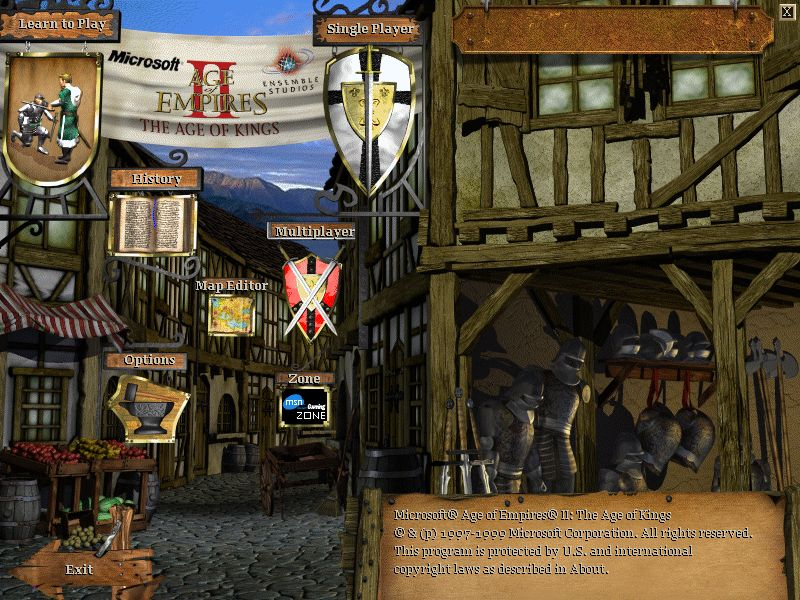 Learn to Play
Single Player
X
Microsoft
AGE
of
EMPIRES
II
THE AGE OF KINGS
ENSEMBLE
STUDIOS
History
Multiplayer
Map Editor
Options
Zone
msn Gaming
ZONE
Exit
Microsoft® Age of Empires® II: The Age of Kings
© & (p) 1997-1999 Microsoft Corporation. All rights reserved.
This program is protected by U.S. and international
copyright laws as described in About.